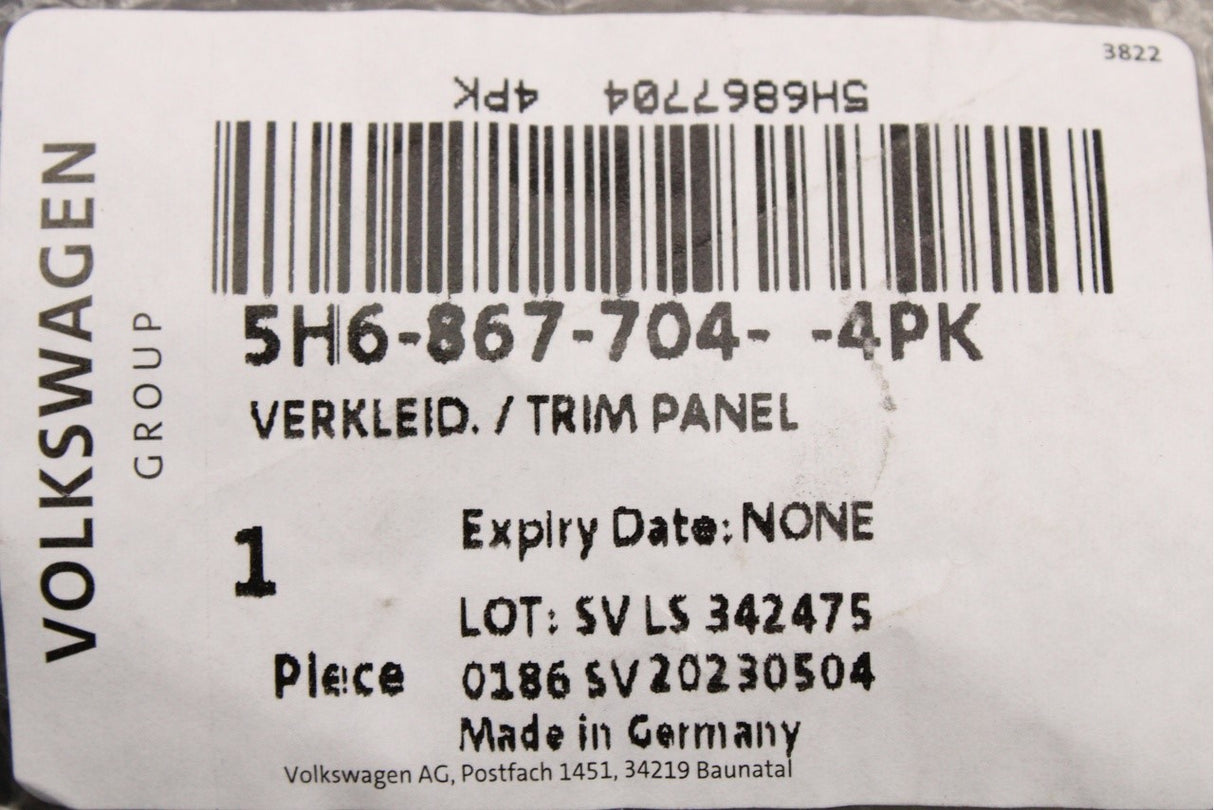 3822
5H6867704 4PK
VOLKSWAGEN
GROUP
5H6-867-704- -4PK
VERKLEID. / TRIM PANEL
1
Piece
Expiry Date: NONE
LOT: SV LS 342475
0186 SV 20230504
Made in Germany
Volkswagen AG, Postfach 1451, 34219 Baunatal